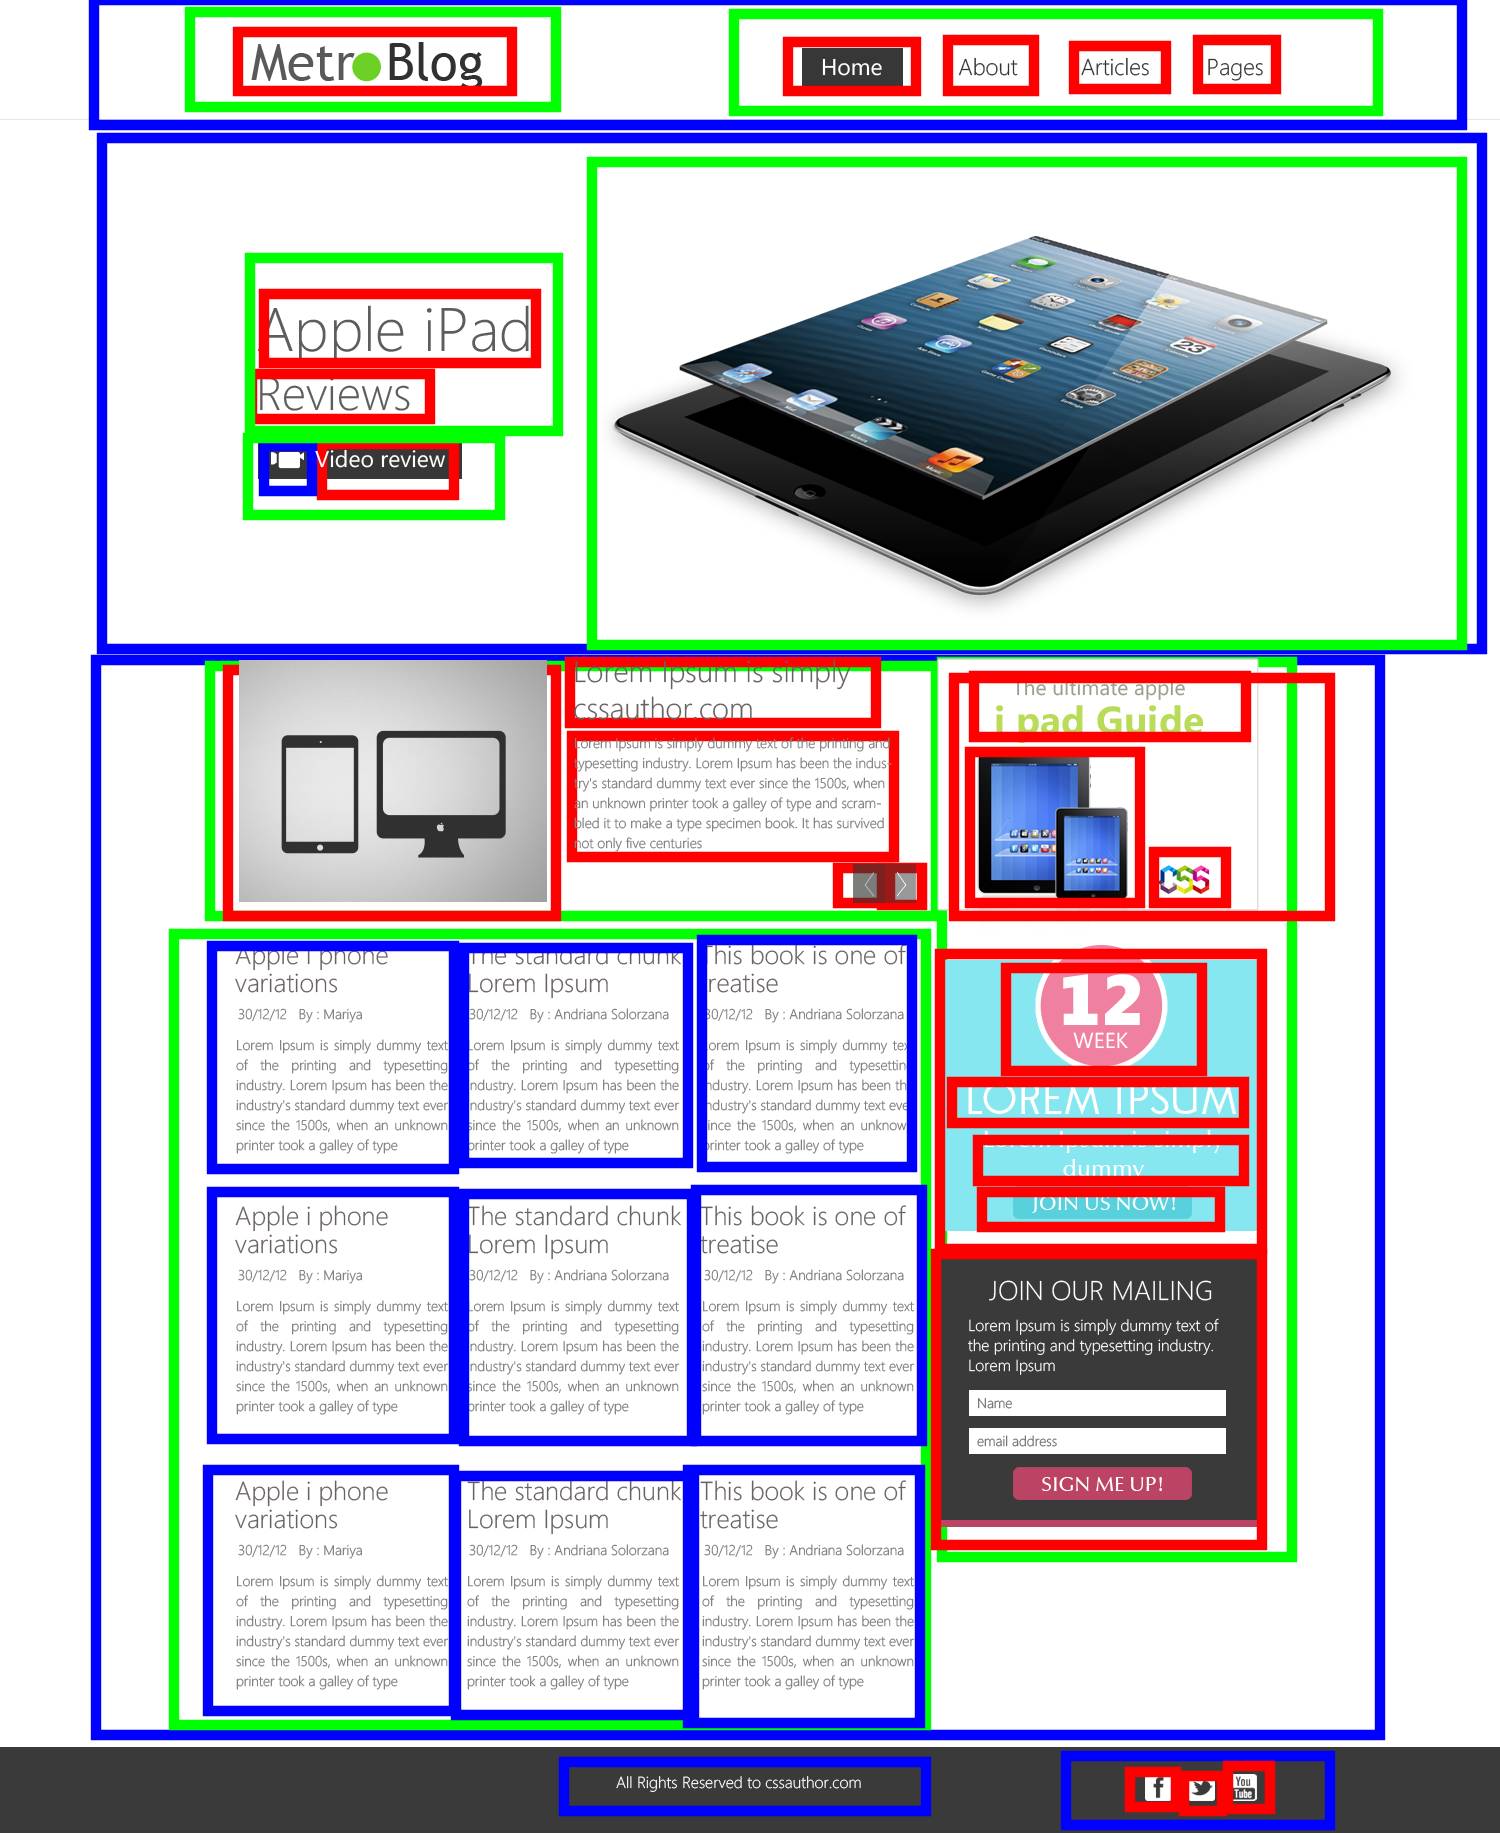 MetroBlog
Home
About
Articles
Pages
Apple iPad
Reviews
Video review
Lorem Ipsum is simply
cssauthor.com
Lorem Ipsum is simply dummy text of the printing and
typesetting industry. Lorem Ipsum has been the indus-
try's standard dummy text ever since the 1500s, when
an unknown printer took a galley of type and scram-
bled it to make a type specimen book. It has survived
not only five centuries
The ultimate apple
i pad Guide
CSS
Apple i phone
variations
30/12/12 By : Mariya
Lorem Ipsum is simply dummy text
of the printing and typesetting
industry. Lorem Ipsum has been the
industry's standard dummy text ever
since the 1500s, when an unknown
printer took a galley of type
The standard chunk
Lorem Ipsum
30/12/12 By : Andriana Solorzana
Lorem Ipsum is simply dummy text
of the printing and typesetting
industry. Lorem Ipsum has been the
industry's standard dummy text ever
since the 1500s, when an unknown
printer took a galley of type
This book is one of
treatise
30/12/12 By : Andriana Solorzana
Lorem Ipsum is simply dummy text
of the printing and typesetting
industry. Lorem Ipsum has been the
industry's standard dummy text ever
since the 1500s, when an unknown
printer took a galley of type
12
WEEK
LOREM IPSUM
Lorem Ipsum is simply
dummy
JOIN US NOW!
Apple i phone
variations
30/12/12 By : Mariya
Lorem Ipsum is simply dummy text
of the printing and typesetting
industry. Lorem Ipsum has been the
industry's standard dummy text ever
since the 1500s, when an unknown
printer took a galley of type
The standard chunk
Lorem Ipsum
30/12/12 By : Andriana Solorzana
Lorem Ipsum is simply dummy text
of the printing and typesetting
industry. Lorem Ipsum has been the
industry's standard dummy text ever
since the 1500s, when an unknown
printer took a galley of type
This book is one of
treatise
30/12/12 By : Andriana Solorzana
Lorem Ipsum is simply dummy text
of the printing and typesetting
industry. Lorem Ipsum has been the
industry's standard dummy text ever
since the 1500s, when an unknown
printer took a galley of type
JOIN OUR MAILING
Lorem Ipsum is simply dummy text of
the printing and typesetting industry.
Lorem Ipsum
Name
email address
SIGN ME UP!
Apple i phone
variations
30/12/12 By : Mariya
Lorem Ipsum is simply dummy text
of the printing and typesetting
industry. Lorem Ipsum has been the
industry's standard dummy text ever
since the 1500s, when an unknown
printer took a galley of type
The standard chunk
Lorem Ipsum
30/12/12 By : Andriana Solorzana
Lorem Ipsum is simply dummy text
of the printing and typesetting
industry. Lorem Ipsum has been the
industry's standard dummy text ever
since the 1500s, when an unknown
printer took a galley of type
This book is one of
treatise
30/12/12 By : Andriana Solorzana
Lorem Ipsum is simply dummy text
of the printing and typesetting
industry. Lorem Ipsum has been the
industry's standard dummy text ever
since the 1500s, when an unknown
printer took a galley of type
All Rights Reserved to cssauthor.com
f
You
Tube